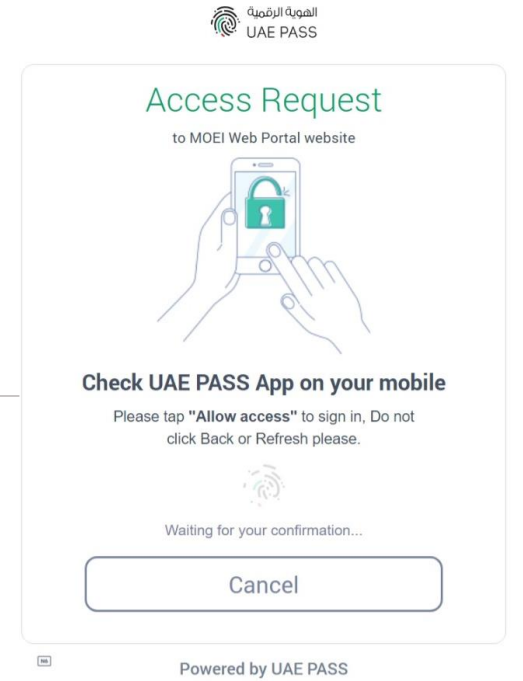 الهوية الرقمية
UAE PASS
Access Request
to MOEI Web Portal website
Check UAE PASS App on your mobile
Please tap "Allow access" to sign in, Do not
click Back or Refresh please.
Waiting for your confirmation...
Cancel
Powered by UAE PASS